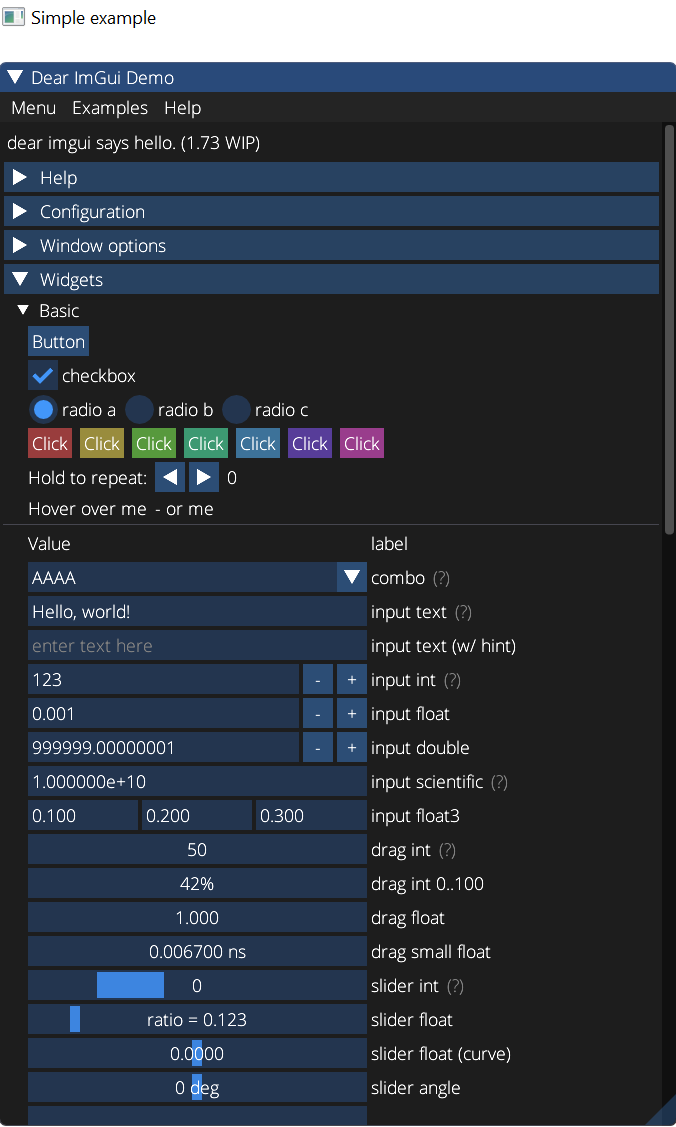 Simple example
Dear ImGui Demo
Menu Examples Help
dear imgui says hello. (1.73 WIP)
Help
Configuration
Window options
Widgets
Basic
Button
checkbox
radio a radio b radio c
Click Click Click Click Click Click Click
Hold to repeat: 0
Hover over me - or me
Value label
AAAA combo (?)
Hello, world! input text (?)
enter text here input text (w/ hint)
123 - + input int (?)
0.001 - + input float
999999.00000001 - + input double
1.000000e+10 input scientific (?)
0.100 0.200 0.300 input float3
50 drag int (?)
42% drag int 0..100
1.000 drag float
0.006700 ns drag small float
0 slider int (?)
ratio = 0.123 slider float
0.0000 slider float (curve)
0 deg slider angle